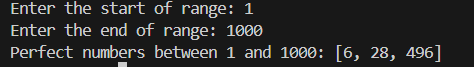 Enter the start of range: 1
Enter the end of range: 1000
Perfect numbers between 1 and 1000: [6, 28, 496]